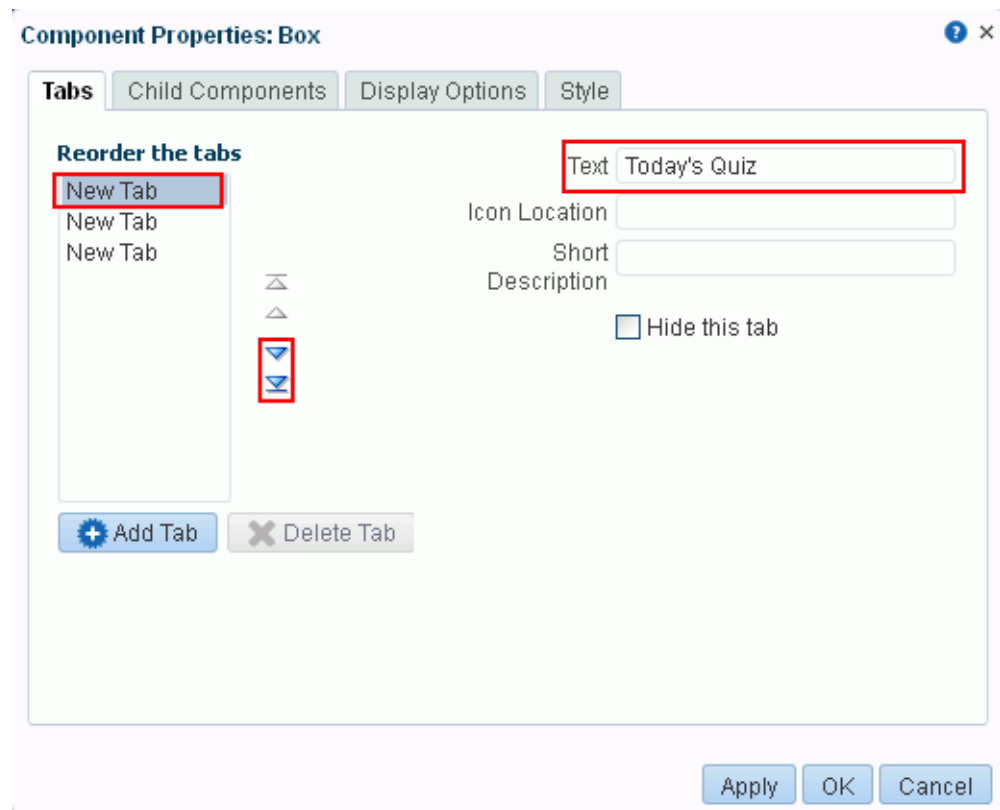 Component Properties: Box
Tabs Child Components Display Options Style
Reorder the tabs
New Tab
New Tab
New Tab
Text Today's Quiz
Icon Location
Short
Description
Hide this tab
Add Tab Delete Tab
Apply OK Cancel